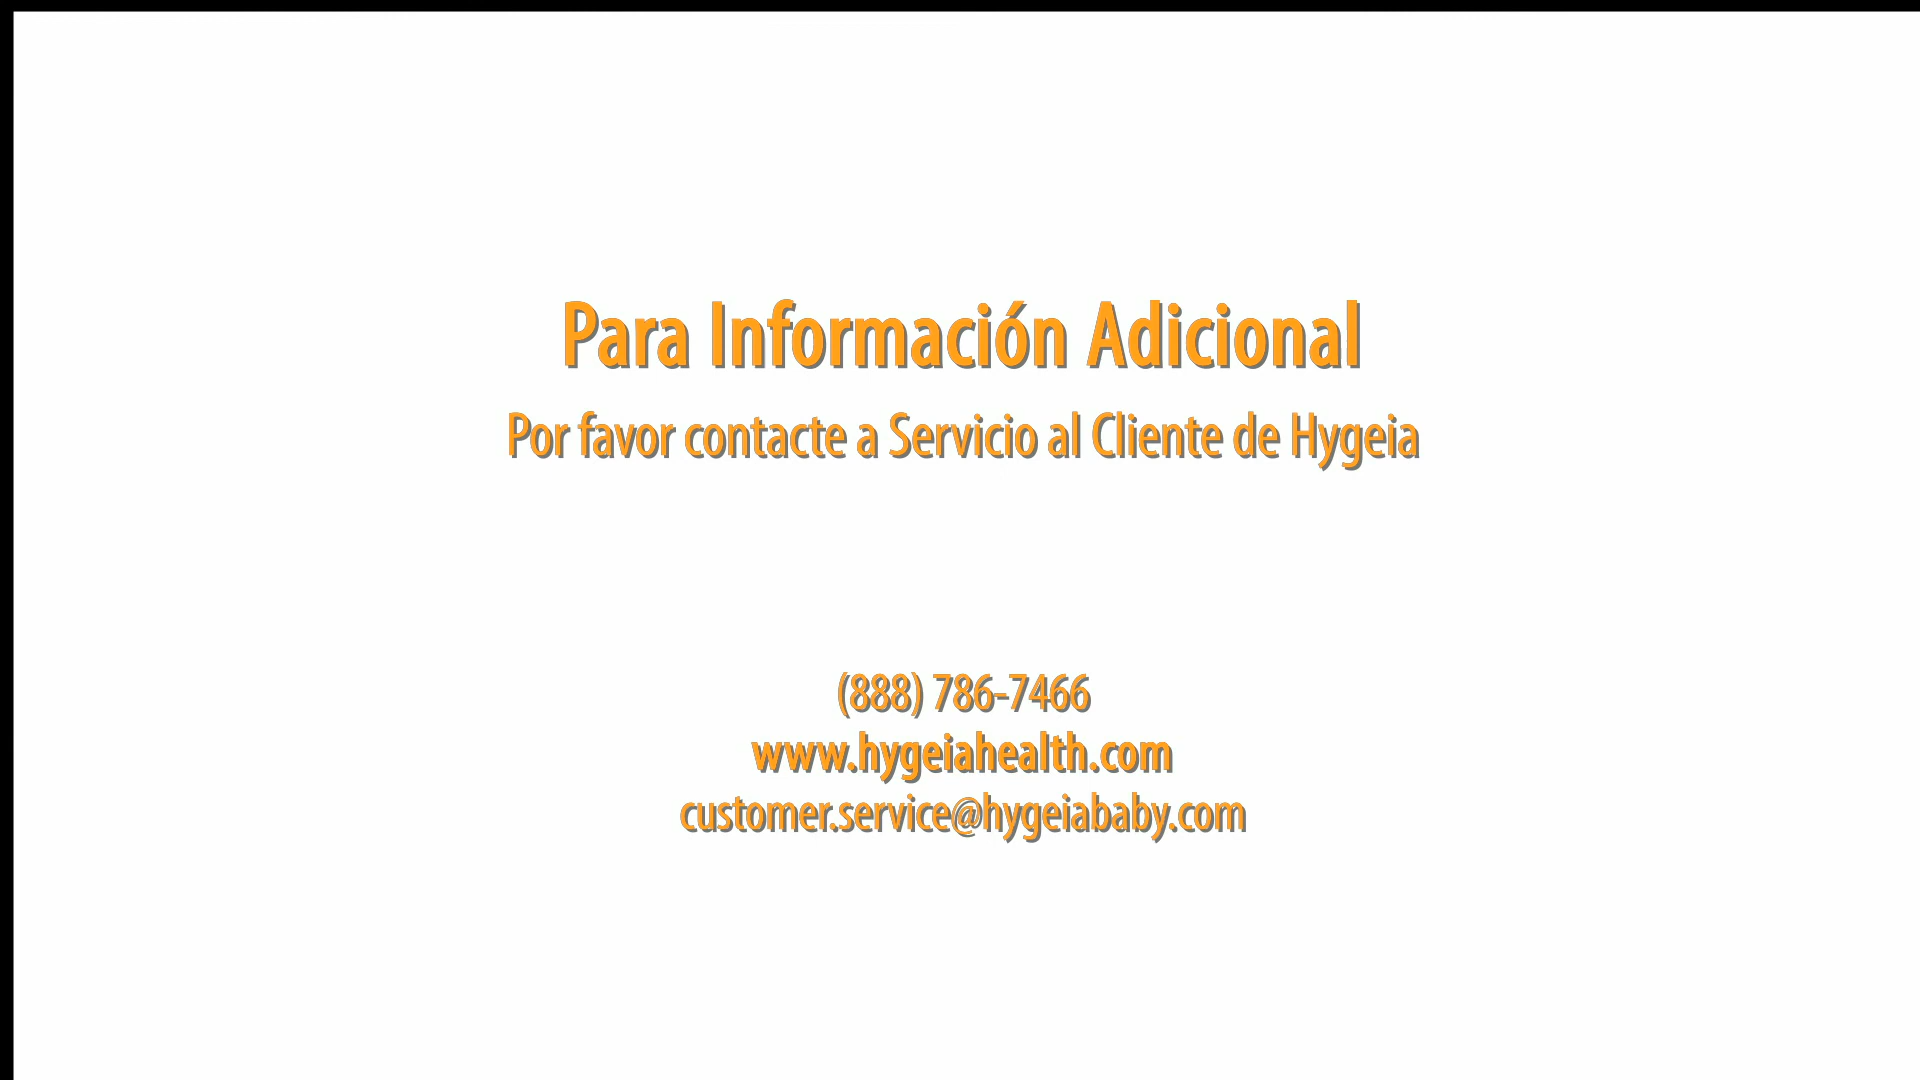 Para Información Adicional
Por favor contacte a Servicio al Cliente de Hygeia
(888) 786-7466
www.hygeiahealth.com
customer.service@hygeiababy.com